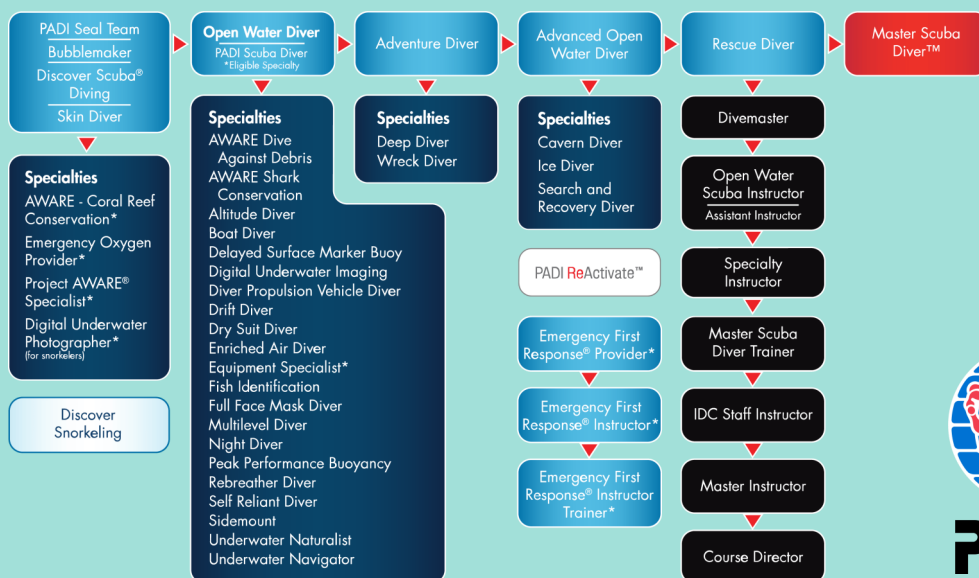 PADI Seal Team
Bubblemaker
Discover Scuba®
Diving
Skin Diver
Specialties
AWARE - Coral Reef
Conservation*
Emergency Oxygen
Provider*
Project AWARE®
Specialist*
Digital Underwater
Photographer*
(for snorkelers)
Discover
Snorkeling
Open Water Diver
PADI Scuba Diver
*Eligible Specialty
Specialties
AWARE Dive
Against Debris
AWARE Shark
Conservation
Altitude Diver
Boat Diver
Delayed Surface Marker Buoy
Digital Underwater Imaging
Diver Propulsion Vehicle Diver
Drift Diver
Dry Suit Diver
Enriched Air Diver
Equipment Specialist*
Fish Identification
Full Face Mask Diver
Multilevel Diver
Night Diver
Peak Performance Buoyancy
Rebreather Diver
Self Reliant Diver
Sidemount
Underwater Naturalist
Underwater Navigator
Adventure Diver
Specialties
Deep Diver
Wreck Diver
Advanced Open
Water Diver
Specialties
Cavern Diver
Ice Diver
Search and
Recovery Diver
PADI ReActivate™
Emergency First
Response® Provider*
Emergency First
Response® Instructor*
Emergency First
Response® Instructor
Trainer*
Rescue Diver
Divemaster
Open Water
Scuba Instructor
Assistant Instructor
Specialty
Instructor
Master Scuba
Diver Trainer
IDC Staff Instructor
Master Instructor
Course Director
Master Scuba
Diver™